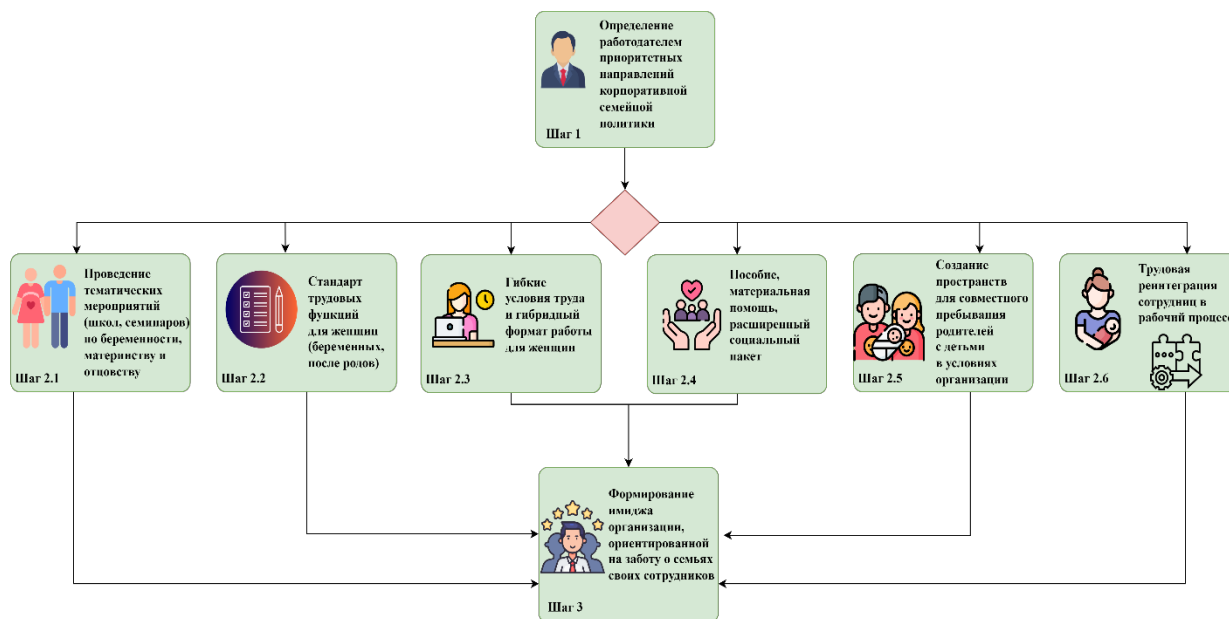 Определение
работодателем
приоритетных
направлений
корпоративной
семейной
политики
Шаг 1
Проведение
тематических
мероприятий
(школ, семинаров)
по беременности,
материнству и
отцовству
Шаг 2.1
Стандарт
трудовых
функций
для женщин
(беременных,
после родов)
Шаг 2.2
Гибкие
условия труда
и гибридный
формат работы
для женщин
Шаг 2.3
Пособие,
материальная
помощь,
расширенный
социальный
пакет
Шаг 2.4
Создание
пространств
для совместного
пребывания
родителей
с детьми
в условиях
организации
Шаг 2.5
Трудовая
реинтеграция
сотрудниц в
рабочий процесс
Шаг 2.6
Формирование
имиджа
организации,
ориентированной
на заботу о семьях
своих сотрудников
Шаг 3